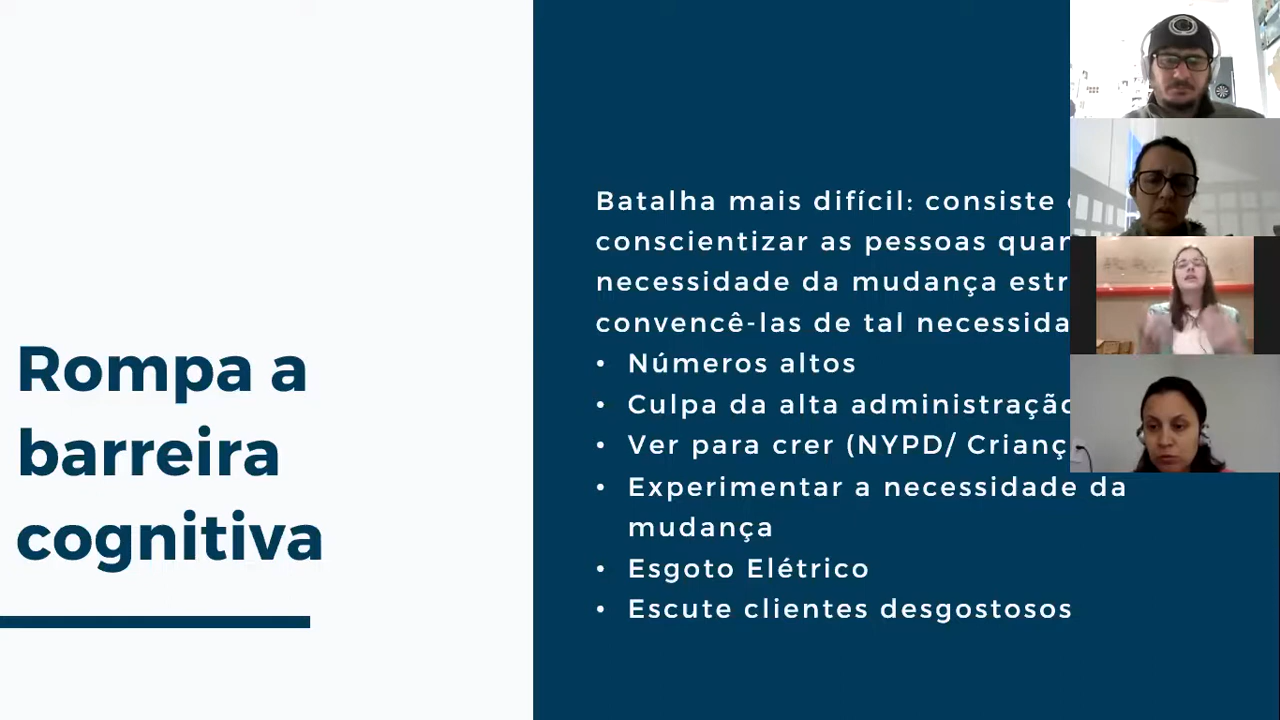 Rompa a
barreira
cognitiva
Batalha mais difícil: consiste
conscientizar as pessoas
necessidade da mudança
convencê-las de tal
• Números altos
• Culpa da alta administração
• Ver para crer (NYPD/
• Experimentar a necessidade da
mudança
• Esgoto Elétrico
• Escute clientes desgostosos